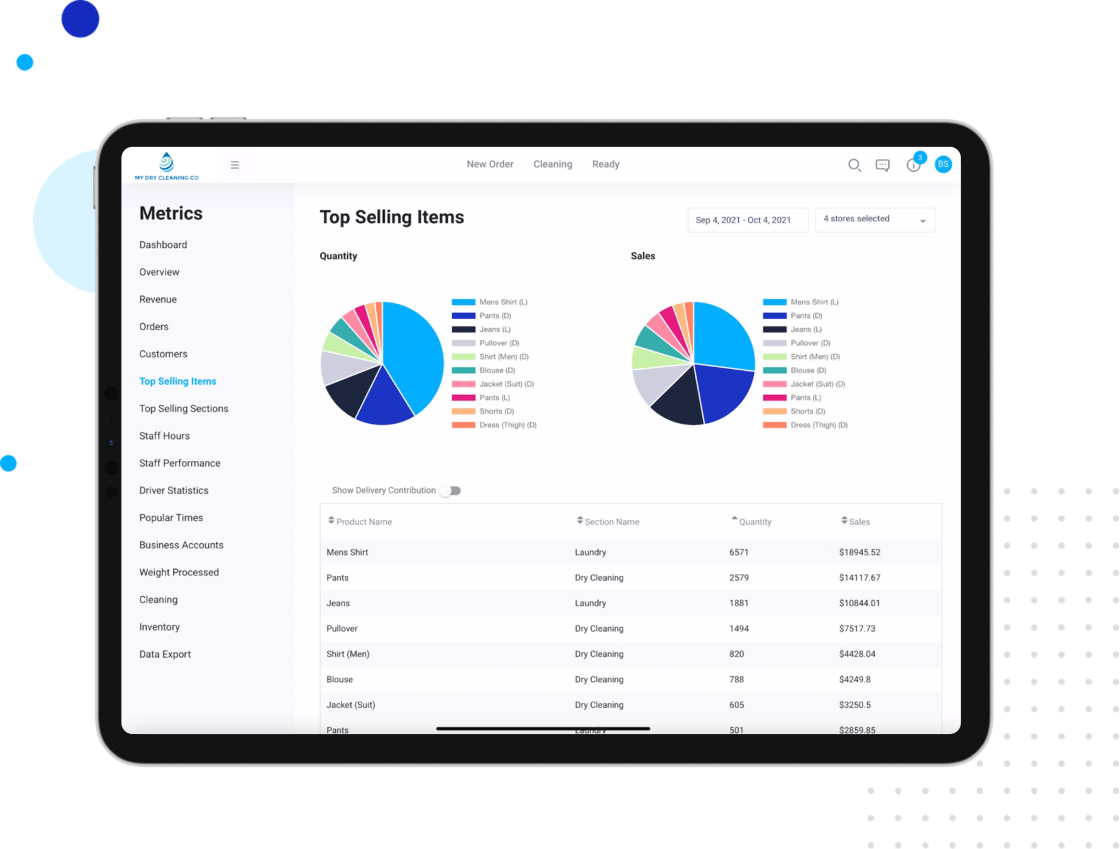 MY DRY CLEANING CO
New Order Cleaning Ready
3
BS
Metrics
Dashboard
Overview
Revenue
Orders
Customers
Top Selling Items
Top Selling Sections
Staff Hours
Staff Performance
Driver Statistics
Popular Times
Business Accounts
Weight Processed
Cleaning
Inventory
Data Export
Top Selling Items
Sep 4, 2021 - Oct 4, 2021
4 stores selected
Quantity
Mens Shirt (L)
Pants (D)
Jeans (L)
Pullover (D)
Shirt (Men) (D)
Blouse (D)
Jacket (Suit) (D)
Pants (L)
Shorts (D)
Dress (Thigh) (D)
Sales
Mens Shirt (L)
Pants (D)
Jeans (L)
Pullover (D)
Shirt (Men) (D)
Blouse (D)
Jacket (Suit) (D)
Pants (L)
Shorts (D)
Dress (Thigh) (D)
Show Delivery Contribution
Product Name Section Name Quantity Sales
Mens Shirt Laundry 6571 $18945.52
Pants Dry Cleaning 2579 $14117.67
Jeans Laundry 1881 $10844.01
Pullover Dry Cleaning 1494 $7517.73
Shirt (Men) Dry Cleaning 820 $4428.04
Blouse Dry Cleaning 788 $4249.8
Jacket (Suit) Dry Cleaning 605 $3250.5
Pants Laundry 501 $2859.85